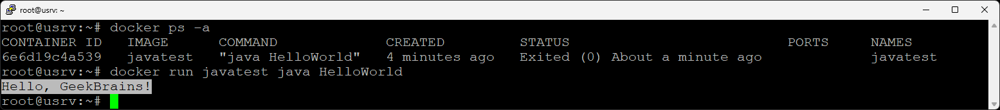 root@usrv: ~
root@usrv:~# docker ps -a
CONTAINER ID   IMAGE      COMMAND             CREATED         STATUS                          PORTS     NAMES
6e6d19c4a539   javatest   "java HelloWorld"   4 minutes ago   Exited (0) About a minute ago             javatest
root@usrv:~# docker run javatest java HelloWorld
Hello, GeekBrains!
root@usrv:~#